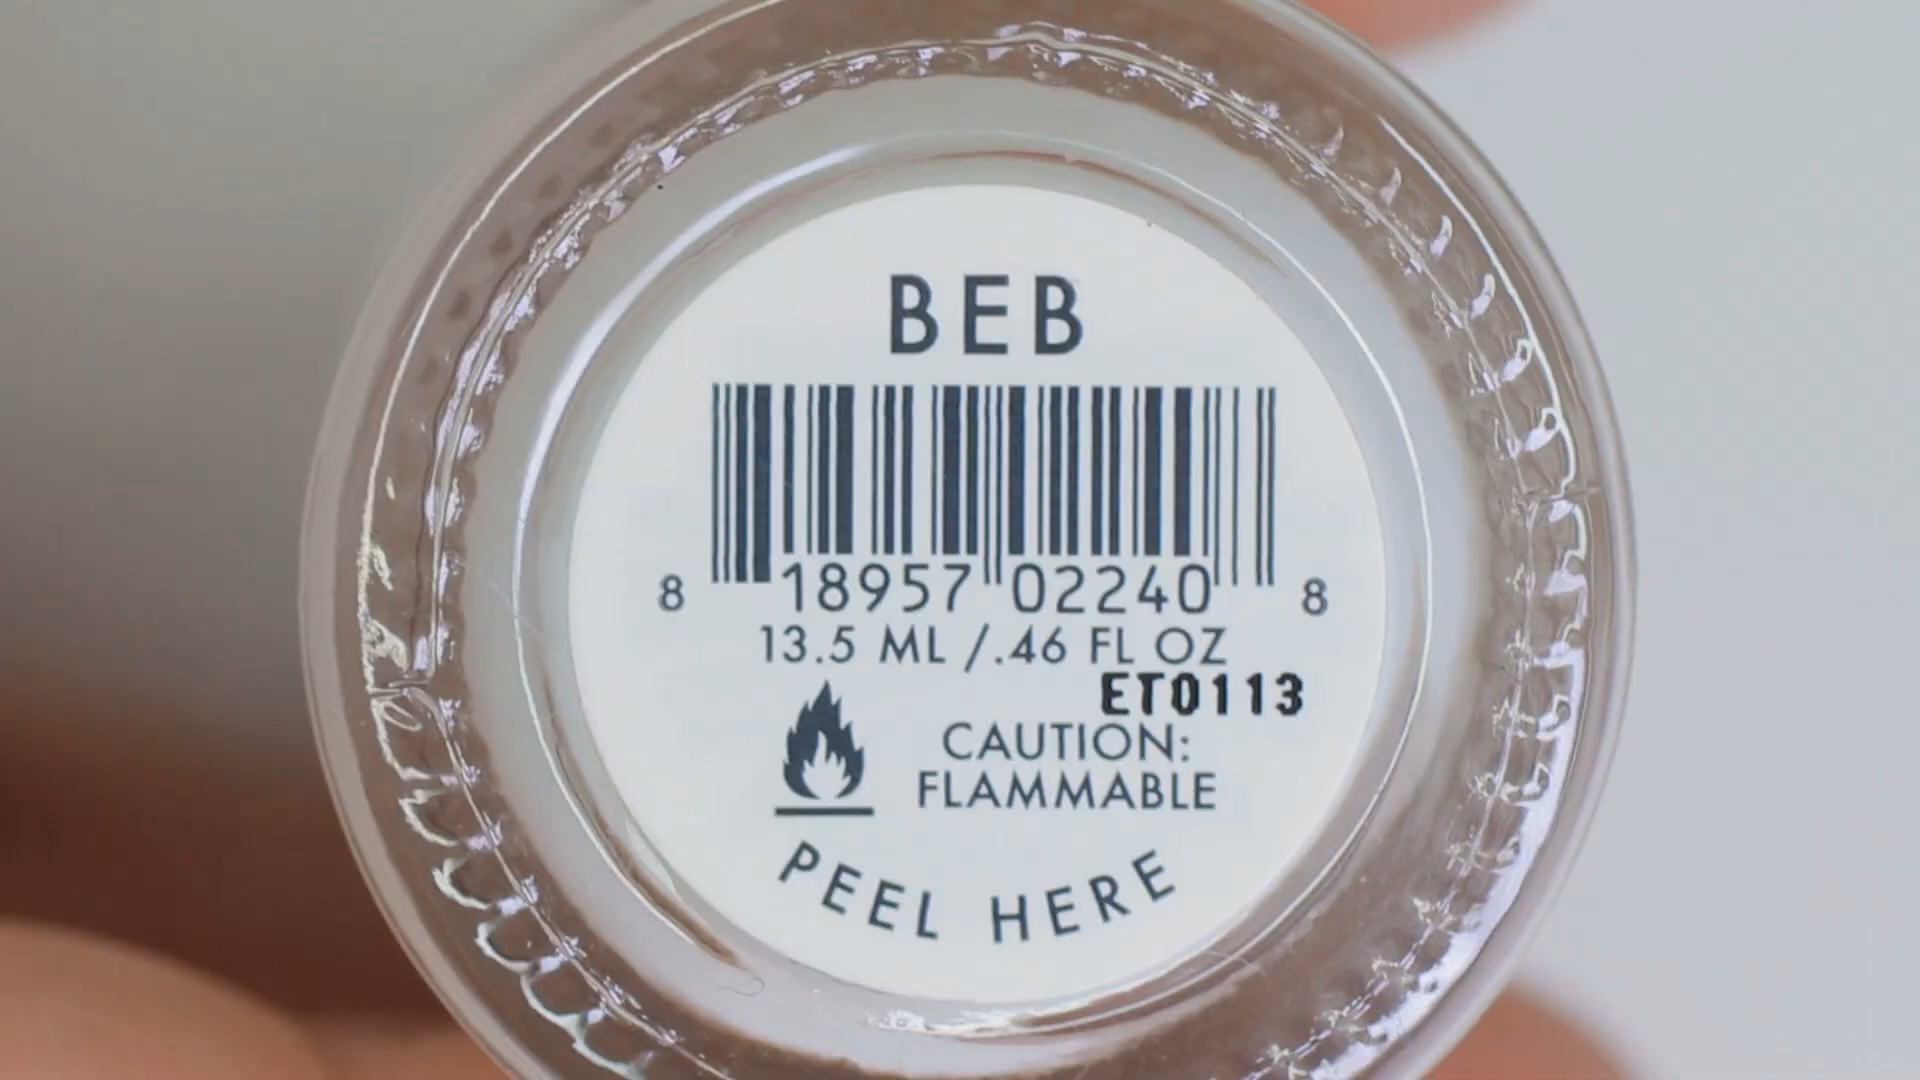 BEB
8 18957 02240 8
13.5 ML /.46 FL OZ
ET0113
CAUTION:
FLAMMABLE
PEEL HERE